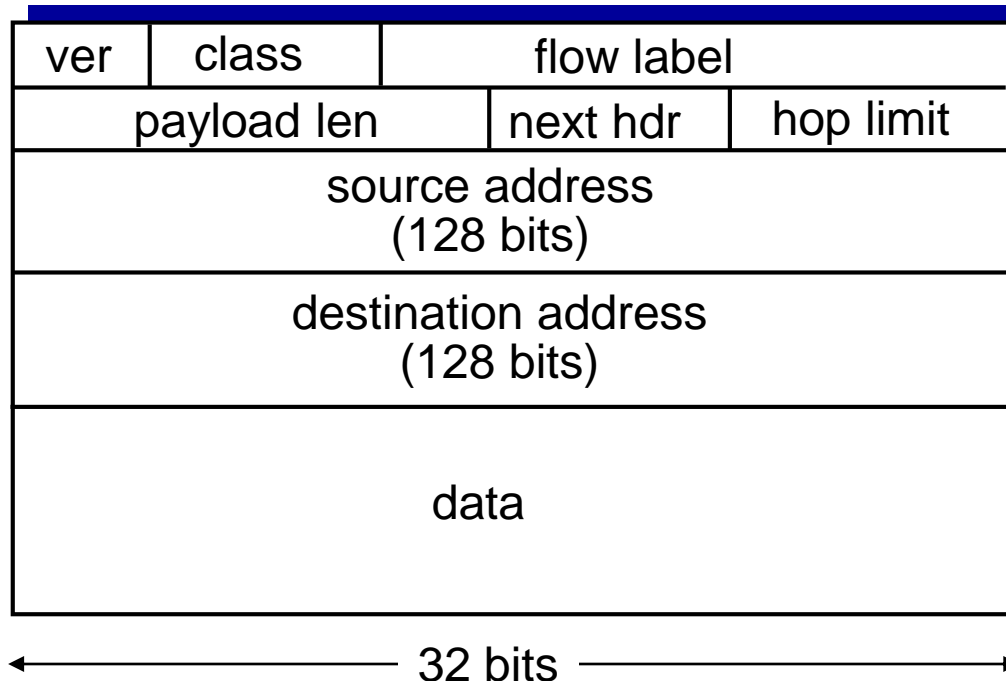 ver class flow label
payload len next hdr hop limit
source address
(128 bits)
destination address
(128 bits)
data
32 bits